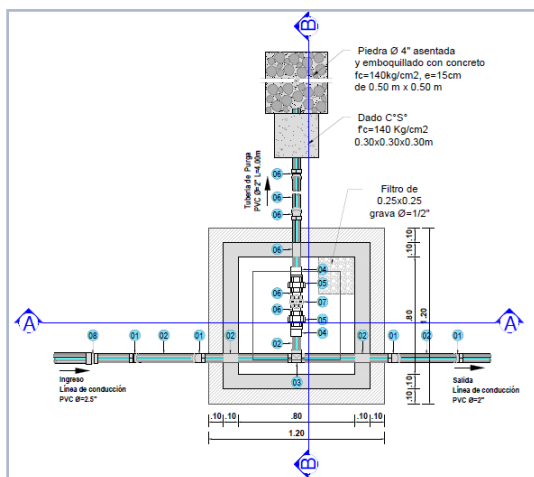 B
Piedra Ø 4" asentada
y emboquillado con concreto
fc=140kg/cm2, e=15cm
de 0.50 m x 0.50 m
Dado C°S°
f'c=140 Kg/cm2
0.30x0.30x0.30m
Tubería de Purga
PVC Ø=2" L=4.00m
06
06
06
Filtro de
0.25x0.25
grava Ø=1/2"
06
04
05
06
07
06
05
04
02
03
.10
.10
.80
.10
.10
1.20
A
A
08
01
02
01
02
02
01
02
01
Ingreso
Línea de conducción
PVC Ø=2.5"
Salida
Línea de conducción
PVC Ø=2"
.10
.10
.80
.10
.10
1.20
B